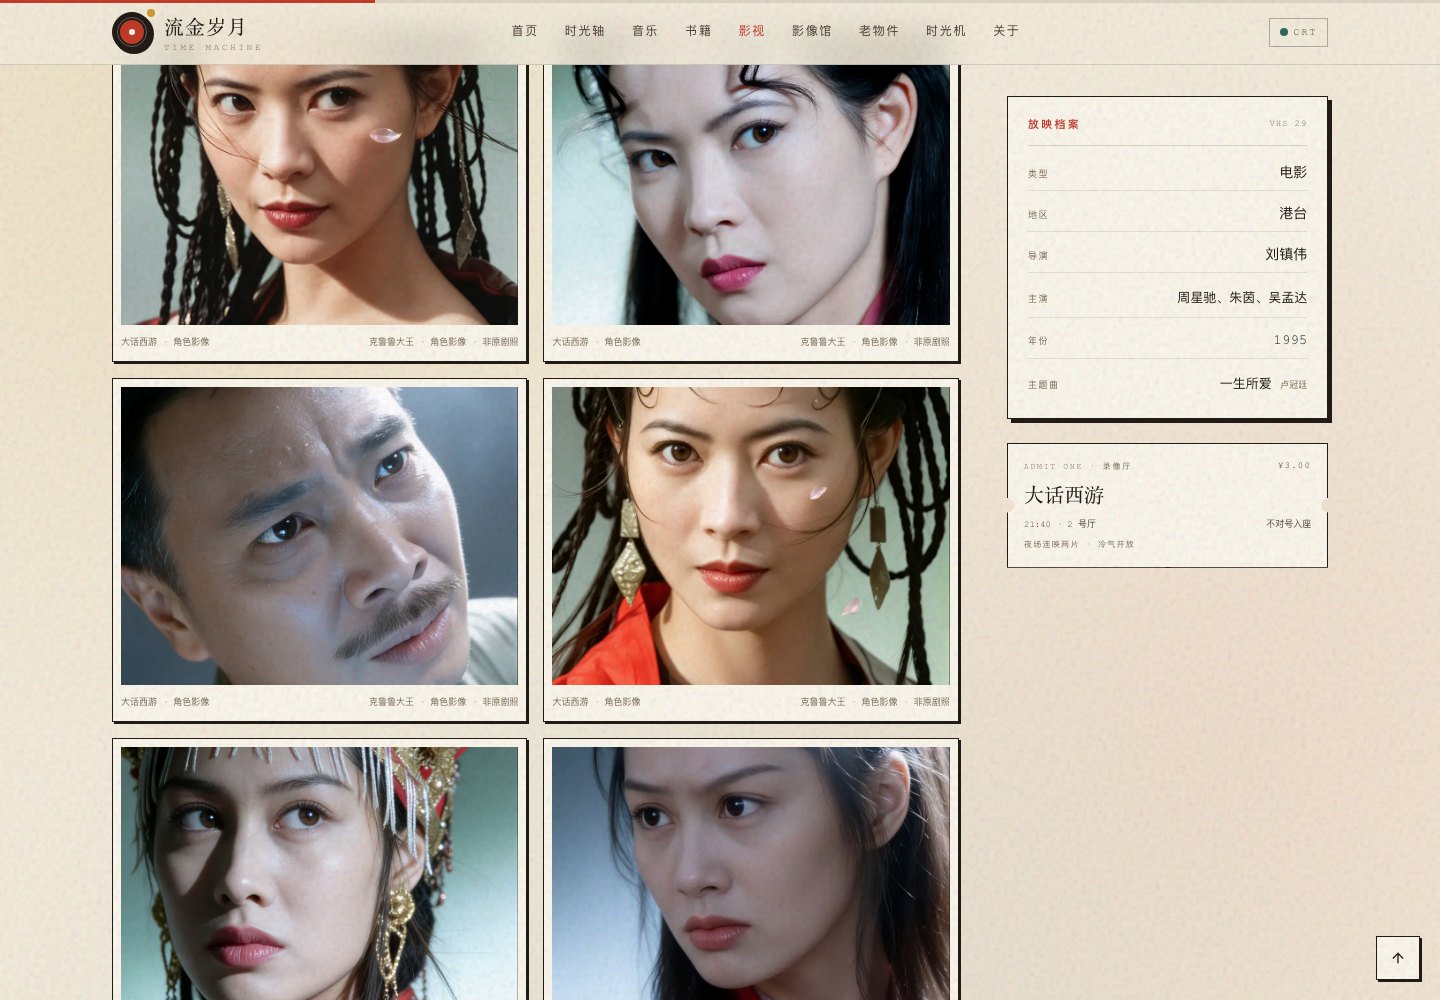 流金岁月
TIME MACHINE
首页 时光轴 音乐 书籍 影视 影像馆 老物件 时光机 关于
CRT
大话西游 · 角色影像 克鲁鲁大王 · 角色影像 · 非原剧照
大话西游 · 角色影像 克鲁鲁大王 · 角色影像 · 非原剧照
大话西游 · 角色影像 克鲁鲁大王 · 角色影像 · 非原剧照
大话西游 · 角色影像 克鲁鲁大王 · 角色影像 · 非原剧照
放映档案 VHS 29
类型 电影
地区 港台
导演 刘镇伟
主演 周星驰、朱茵、吴孟达
年份 1995
主题曲 一生所爱 卢冠廷
ADMIT ONE · 录像厅 ¥3.00
大话西游
21:40 · 2 号厅 不对号入座
夜场连映两片 · 冷气开放